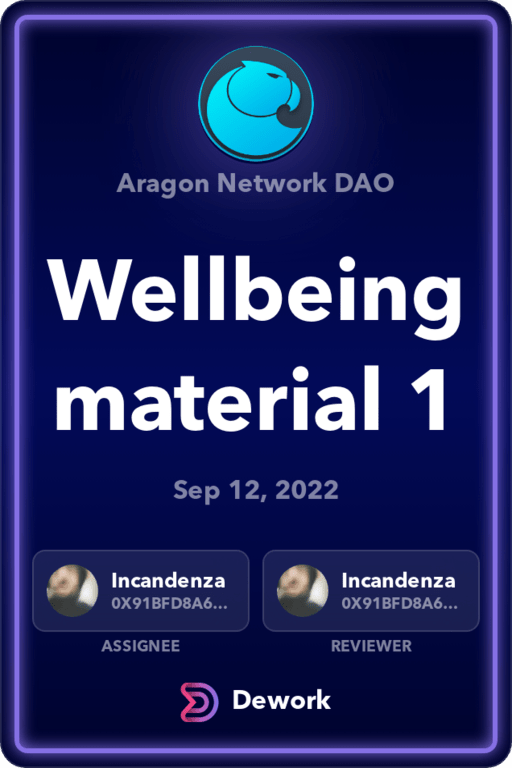 Aragon Network DAO
Wellbeing
material 1
Sep 12, 2022
Incandenza
0X91BFD8A6...
ASSIGNEE
Incandenza
0X91BFD8A6...
REVIEWER
Dework